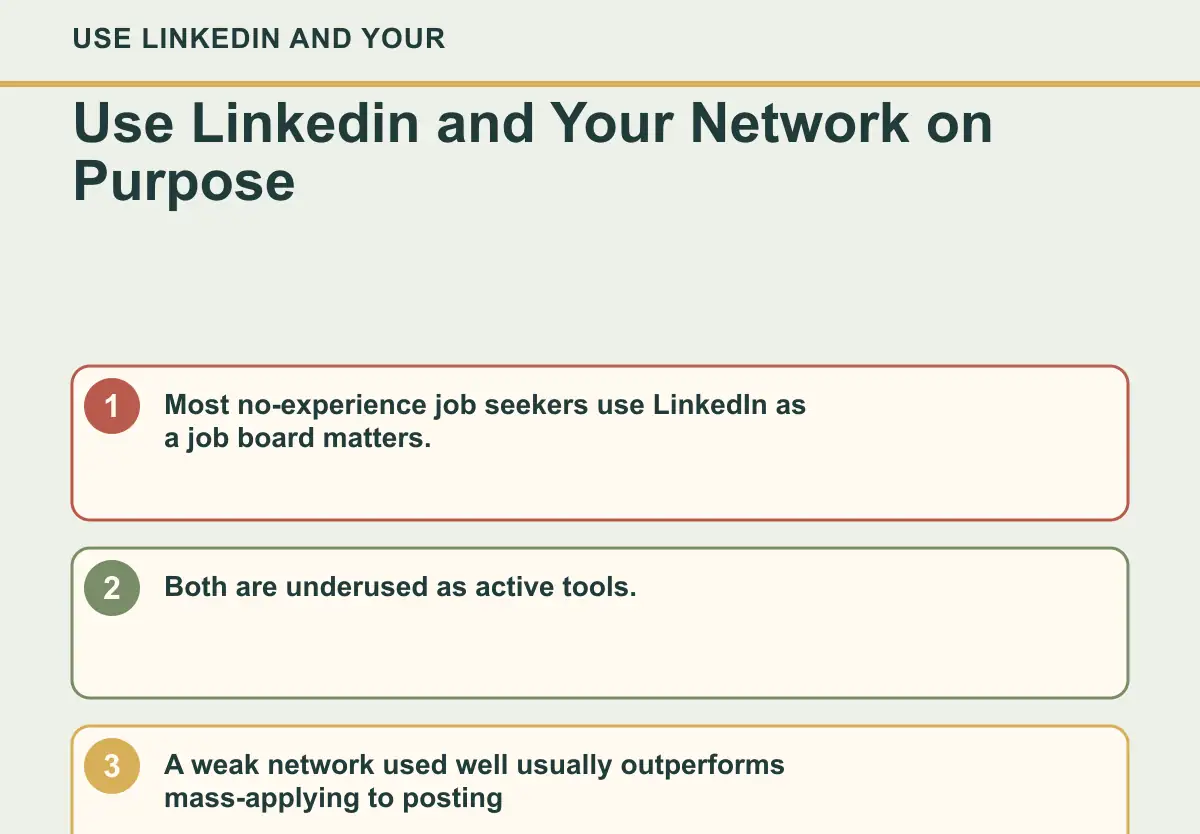 USE LINKEDIN AND YOUR
Use Linkedin and Your Network on
Purpose
1
Most no-experience job seekers use LinkedIn as
a job board matters.
2
Both are underused as active tools.
3
A weak network used well usually outperforms
mass-applying to posting